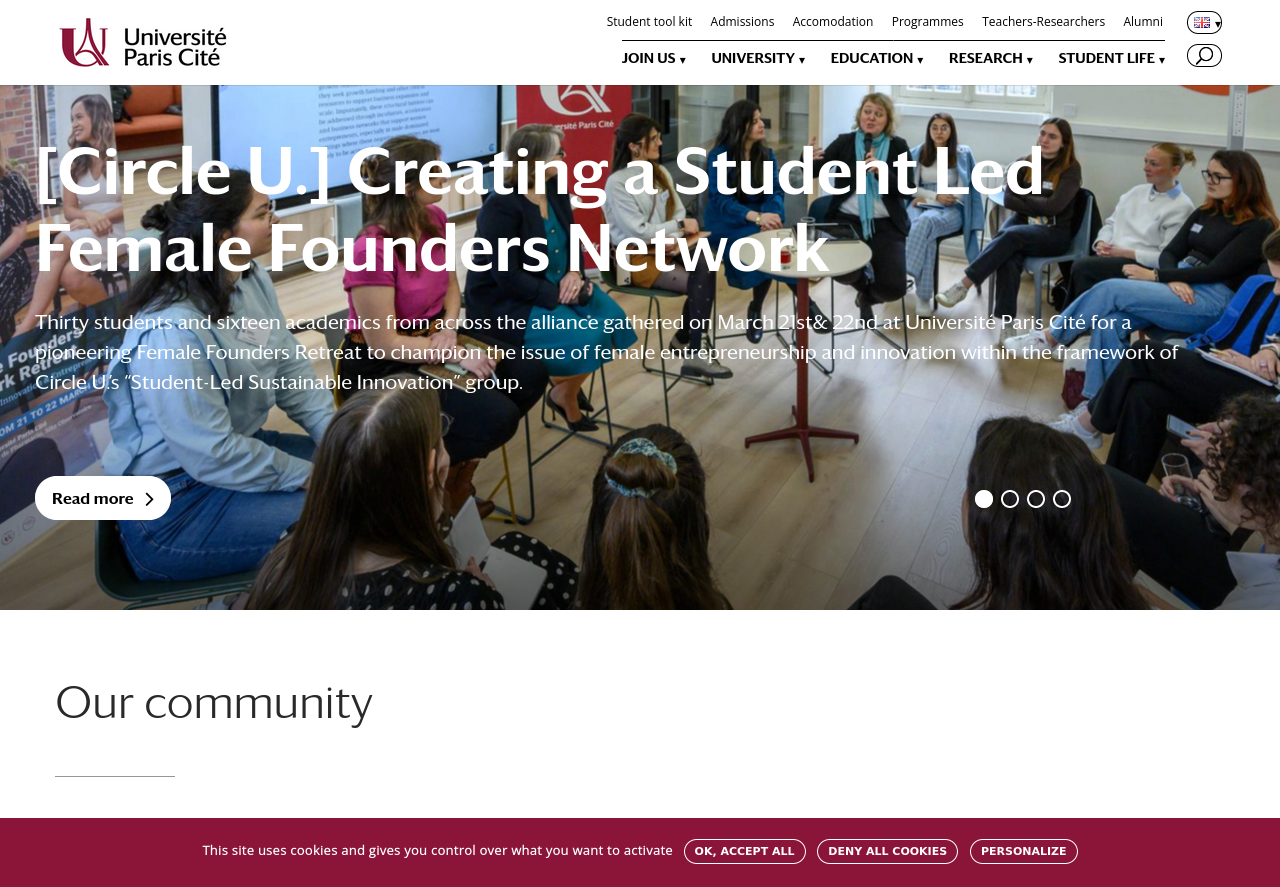 Student tool kit Admissions Accomodation Programmes Teachers-Researchers Alumni
Université
Paris Cité
JOIN US UNIVERSITY EDUCATION RESEARCH STUDENT LIFE
[Circle U.] Creating a Student Led
Female Founders Network
Thirty students and sixteen academics from across the alliance gathered on March 21st& 22nd at Université Paris Cité for a
pioneering Female Founders Retreat to champion the issue of female entrepreneurship and innovation within the framework of
Circle U.'s "Student-Led Sustainable Innovation" group.
Read more
Our community
This site uses cookies and gives you control over what you want to activate OK, ACCEPT ALL DENY ALL COOKIES PERSONALIZE